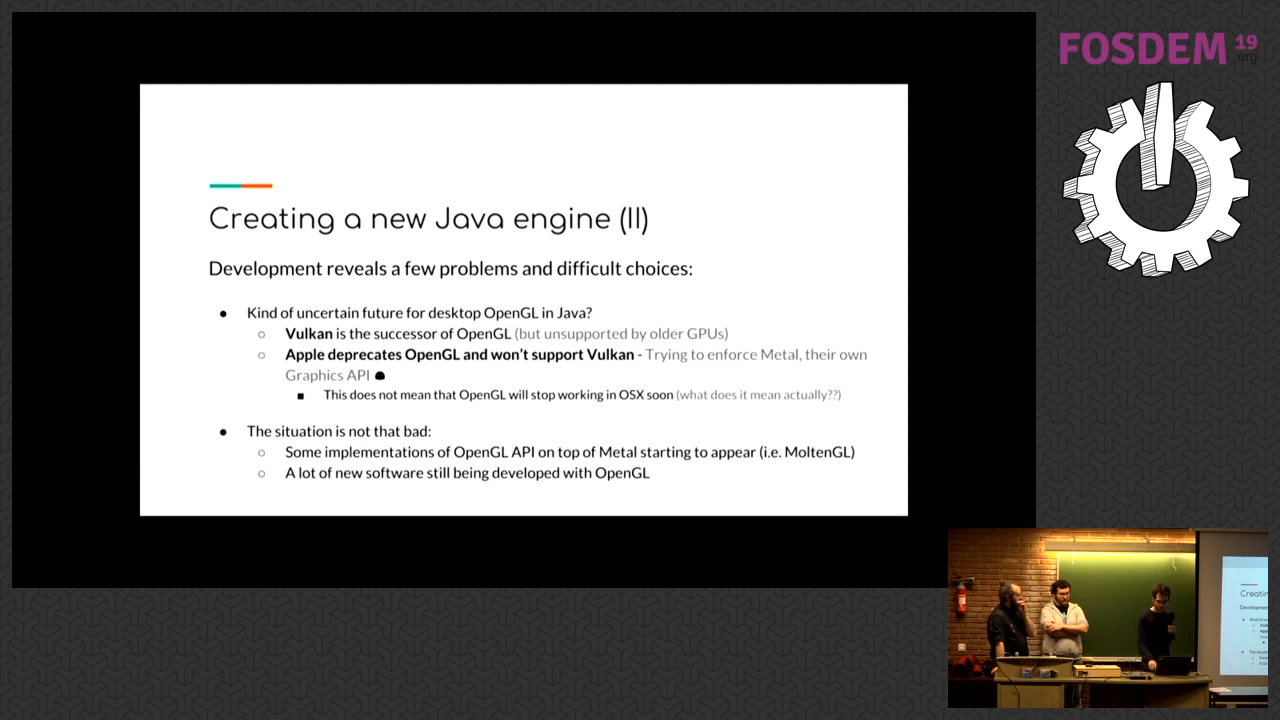 FOSDEM 19
.org
Creating a new Java engine (II)
Development reveals a few problems and difficult choices:
● Kind of uncertain future for desktop OpenGL in Java?
○ Vulkan is the successor of OpenGL (but unsupported by older GPUs)
○ Apple deprecates OpenGL and won't support Vulkan - Trying to enforce Metal, their own
Graphics API
■ This does not mean that OpenGL will stop working in OSX soon (what does it mean actually??)
● The situation is not that bad:
○ Some implementations of OpenGL API on top of Metal starting to appear (i.e. MoltenGL)
○ A lot of new software still being developed with OpenGL